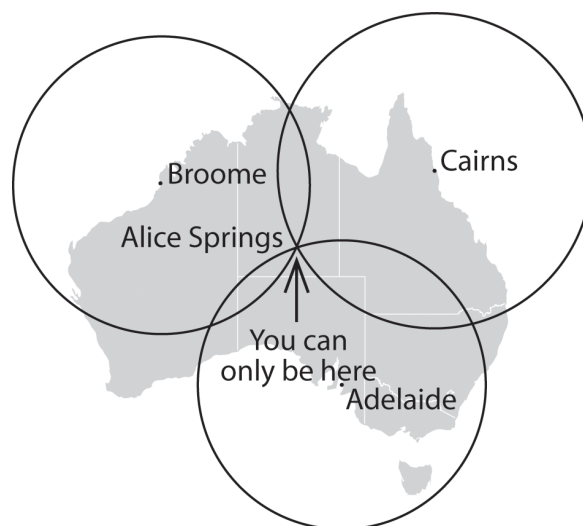 Cairns
Broome
Alice Springs
You can
only be here
Adelaide